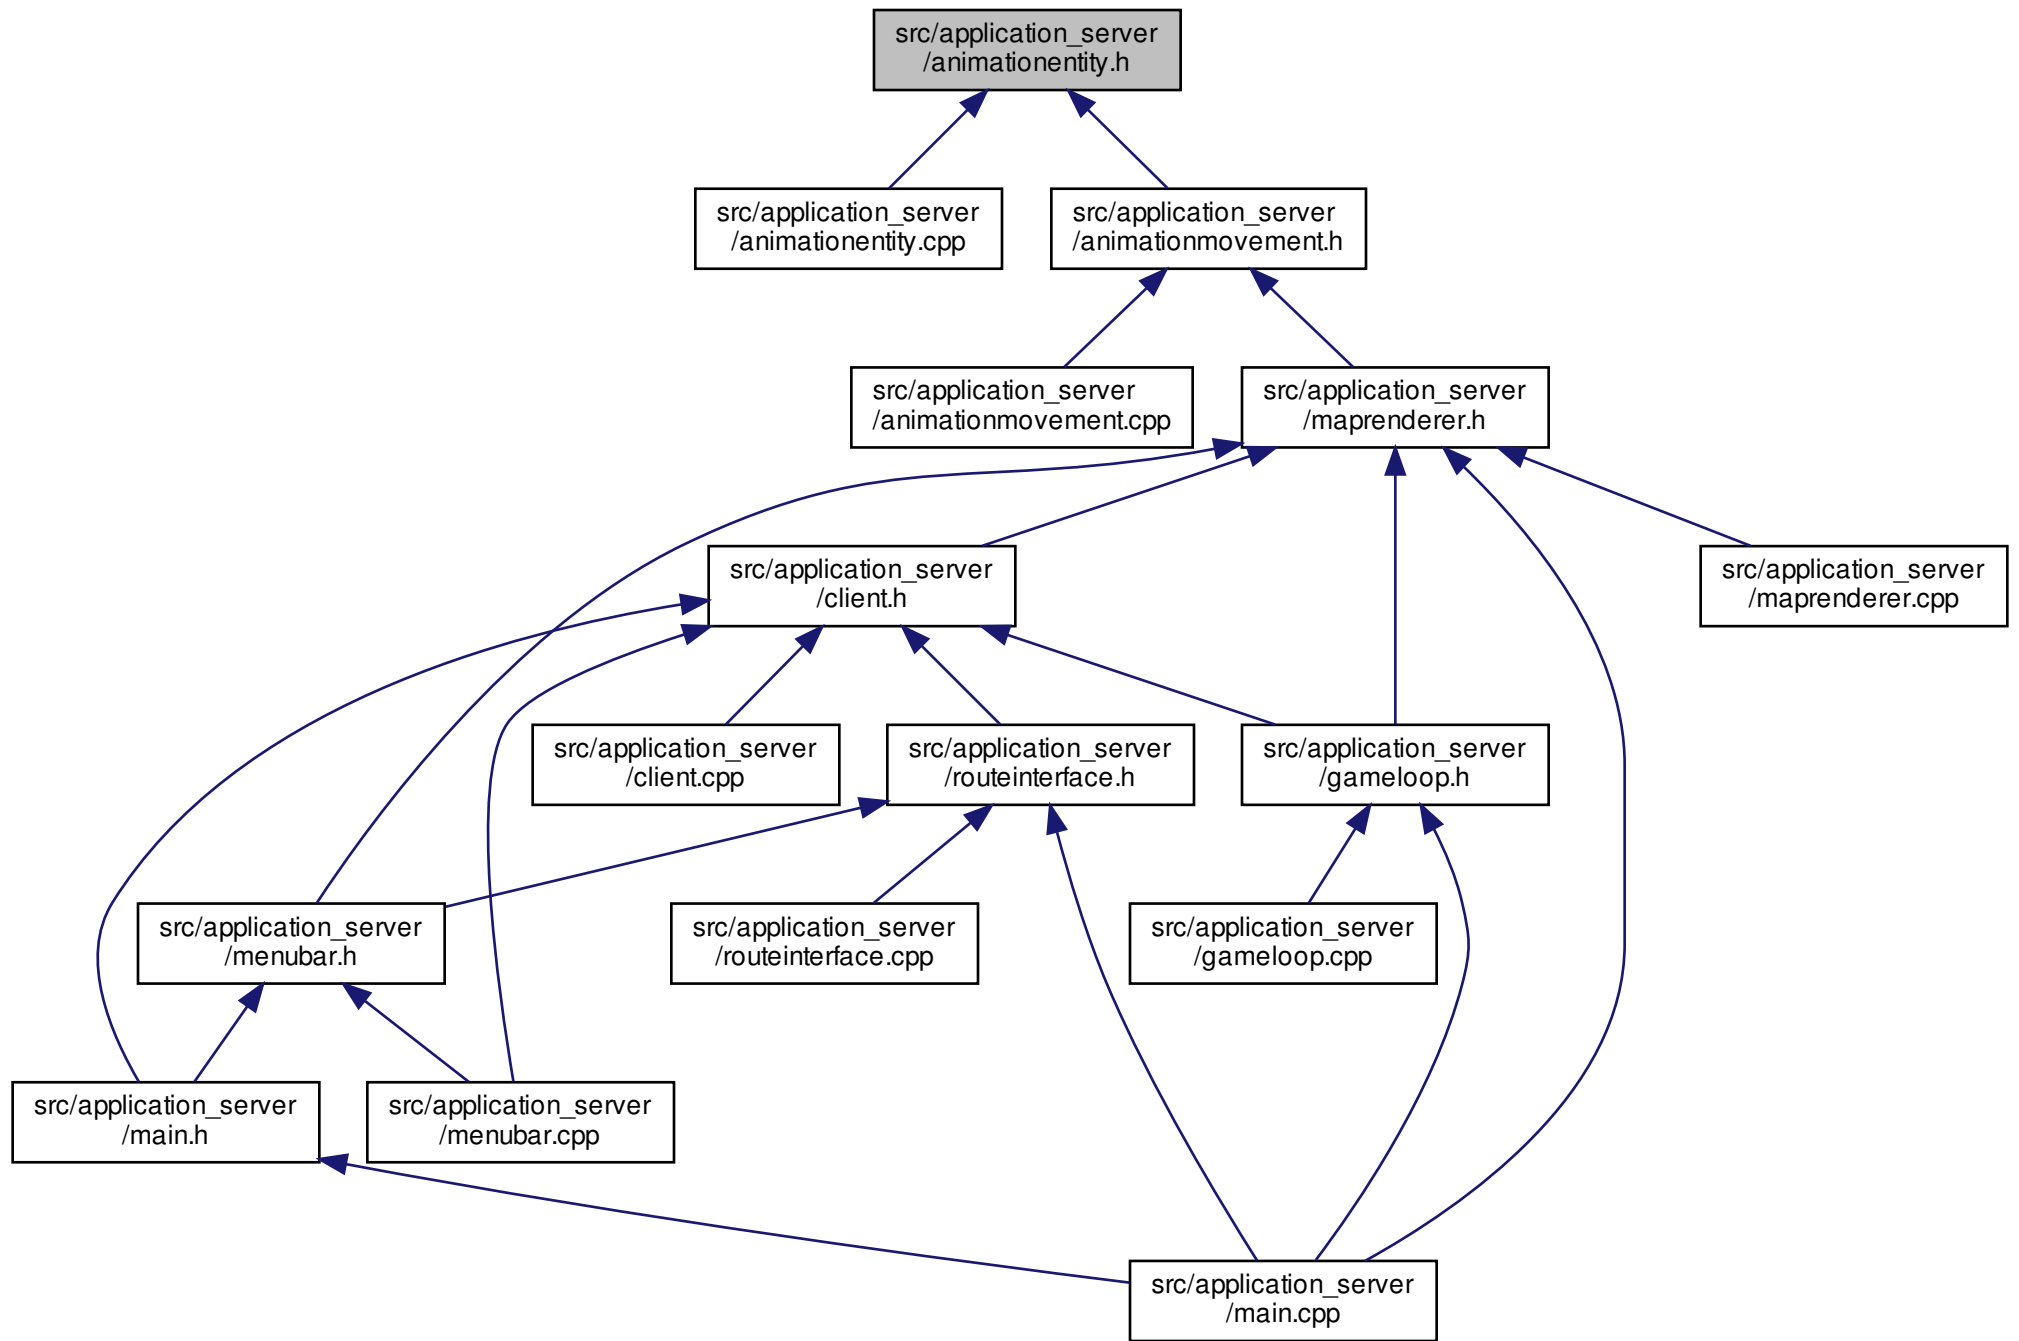 src/application_server
/animationentity.h
src/application_server
/animationentity.cpp
src/application_server
/animationmovement.h
src/application_server
/animationmovement.cpp
src/application_server
/maprenderer.h
src/application_server
/client.h
src/application_server
/maprenderer.cpp
src/application_server
/client.cpp
src/application_server
/routeinterface.h
src/application_server
/gameloop.h
src/application_server
/menubar.h
src/application_server
/routeinterface.cpp
src/application_server
/gameloop.cpp
src/application_server
/main.h
src/application_server
/menubar.cpp
src/application_server
/main.cpp